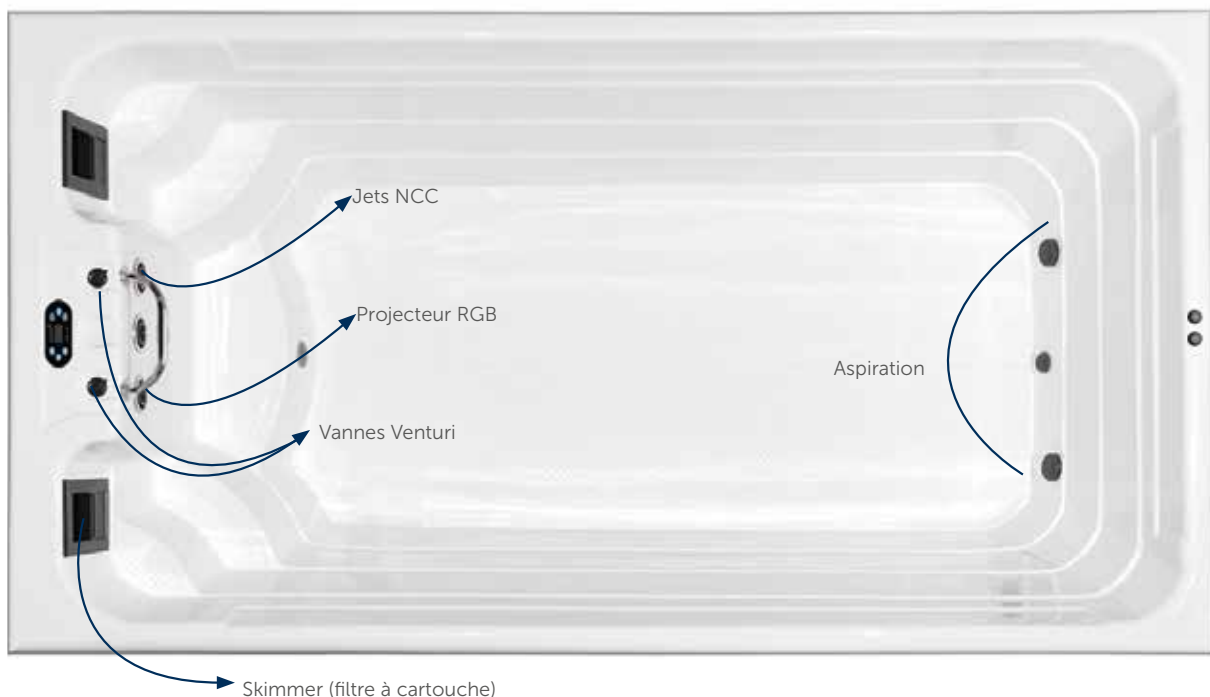 Jets NCC
Projecteur RGB
Aspiration
Vannes Venturi
Skimmer (filtre à cartouche)